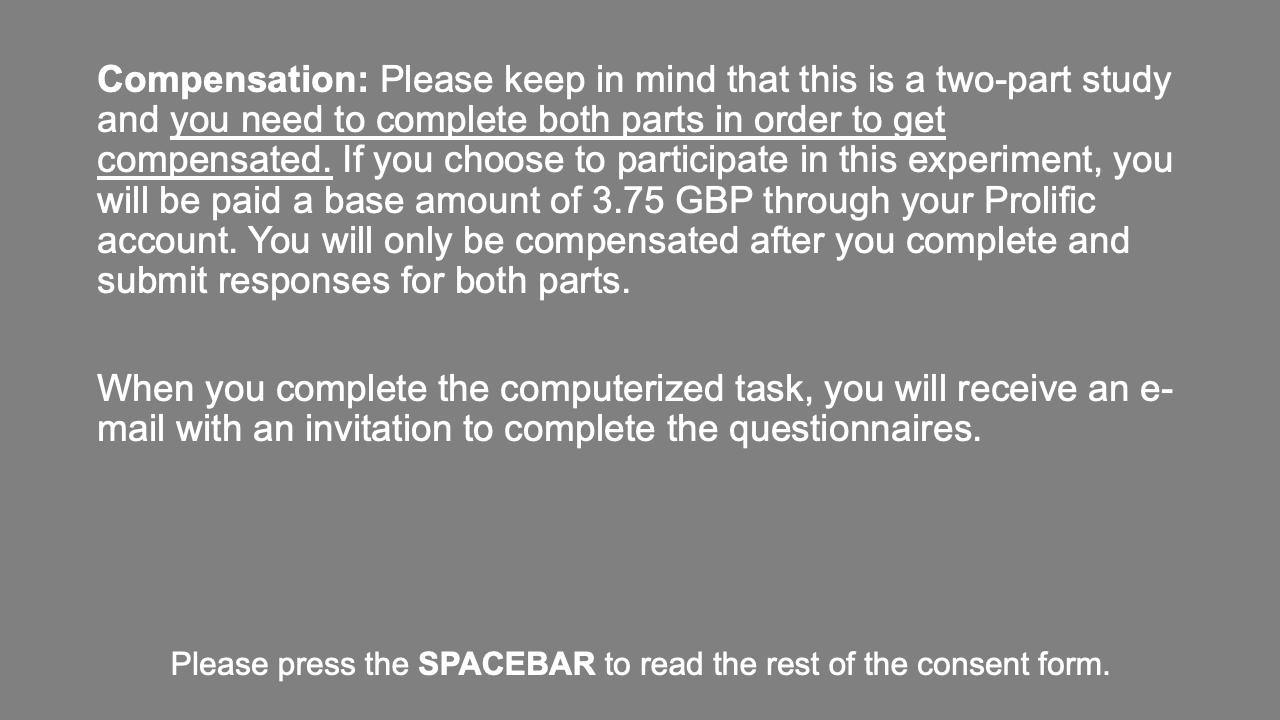 Compensation: Please keep in mind that this is a two-part study
and you need to complete both parts in order to get
compensated. If you choose to participate in this experiment, you
will be paid a base amount of 3.75 GBP through your Prolific
account. You will only be compensated after you complete and
submit responses for both parts.
When you complete the computerized task, you will receive an e-
mail with an invitation to complete the questionnaires.
Please press the SPACEBAR to read the rest of the consent form.